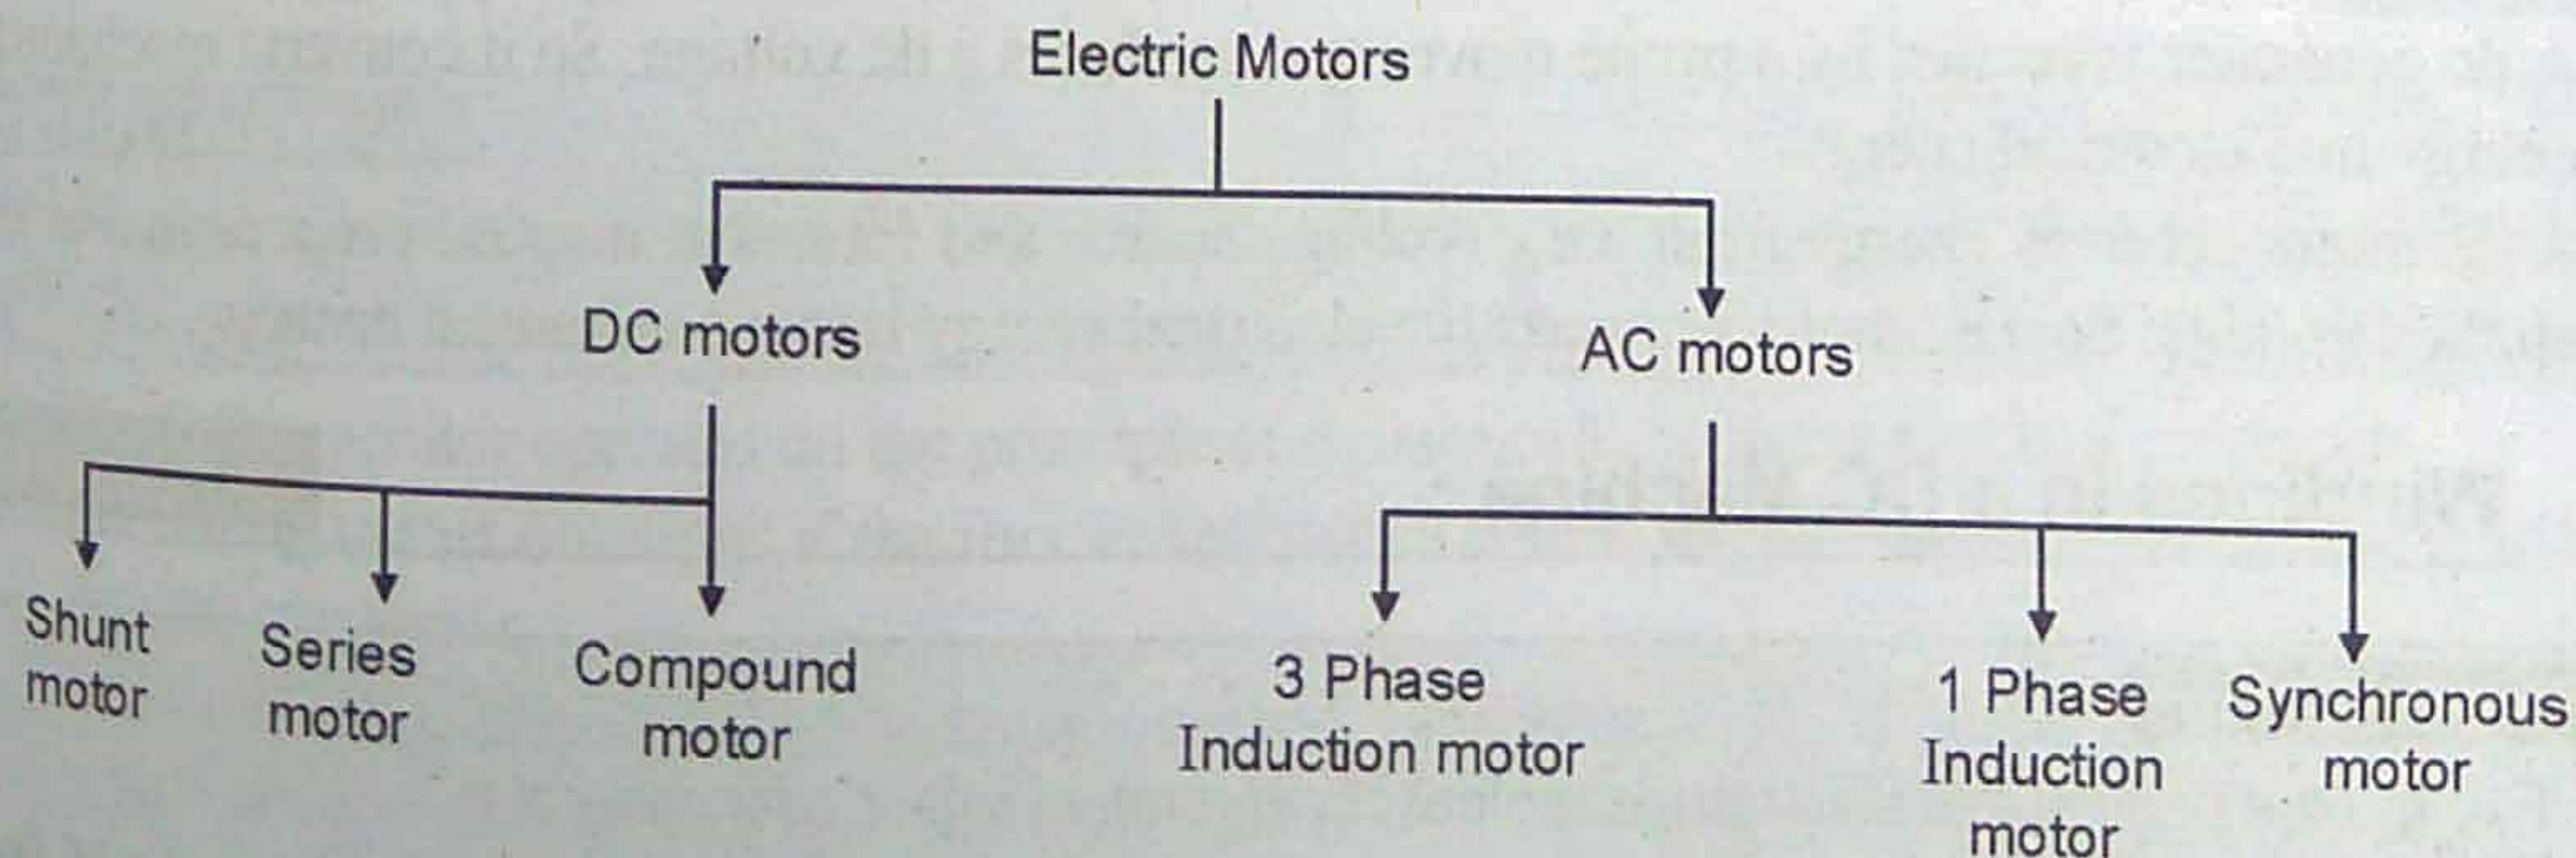 Electric Motors
DC motors
AC motors
Shunt
motor
Series
motor
Compound
motor
3 Phase
Induction motor
1 Phase
Induction
motor
Synchronous
motor